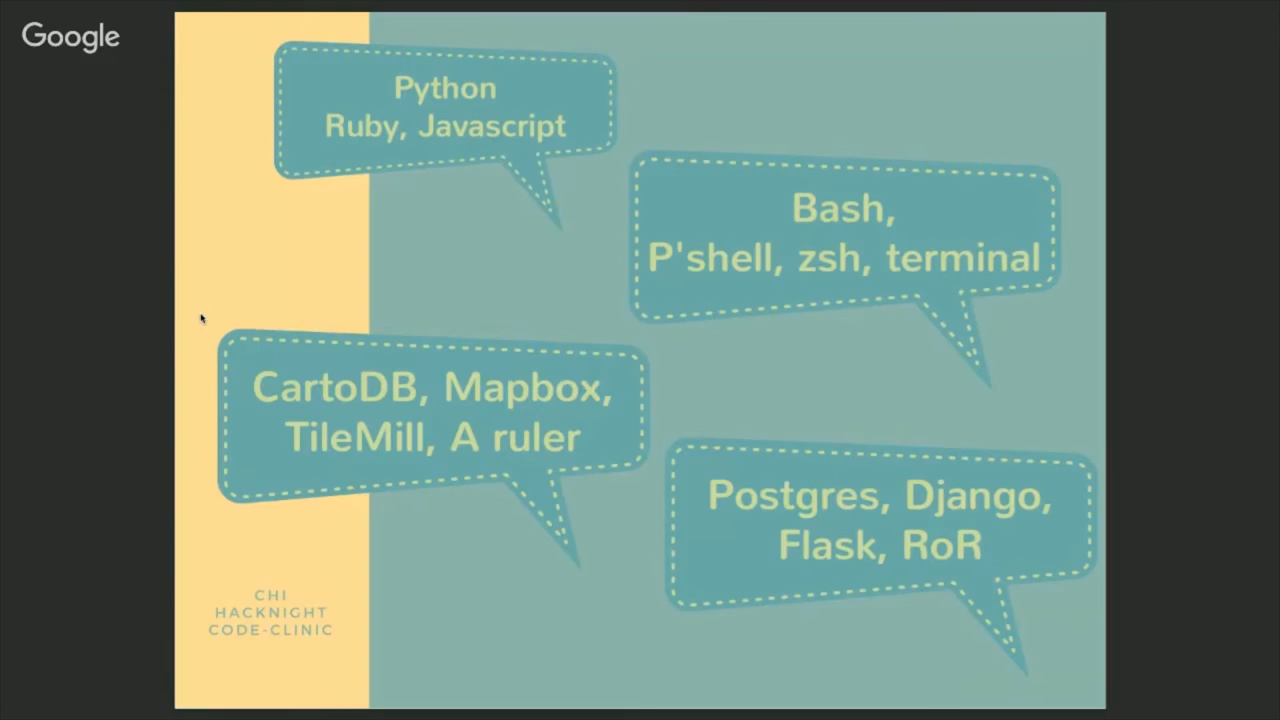 Google
Python
Ruby, Javascript
Bash,
P'shell, zsh, terminal
CartoDB, Mapbox,
TileMill, A ruler
Postgres, Django,
Flask, RoR
CHI
HACKNIGHT
CODE-CLINIC